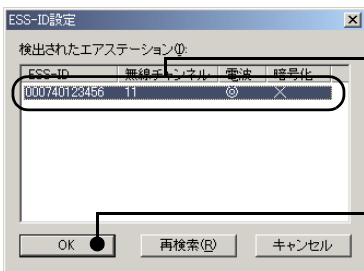 ESS-ID設定
検出されたエアステーション(I):
ESS-ID 無線チャンネル 電波 暗号化
000740123456 11 ◎ ×
OK 再検索(R) キャンセル